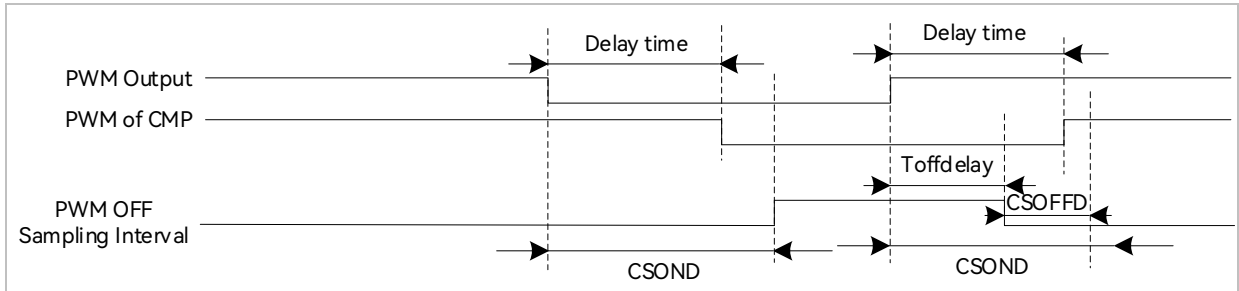 Delay time
Delay time
PWM Output
PWM of CMP
Toffdelay
CSOFFD
PWM OFF
Sampling Interval
CSOND
CSOND